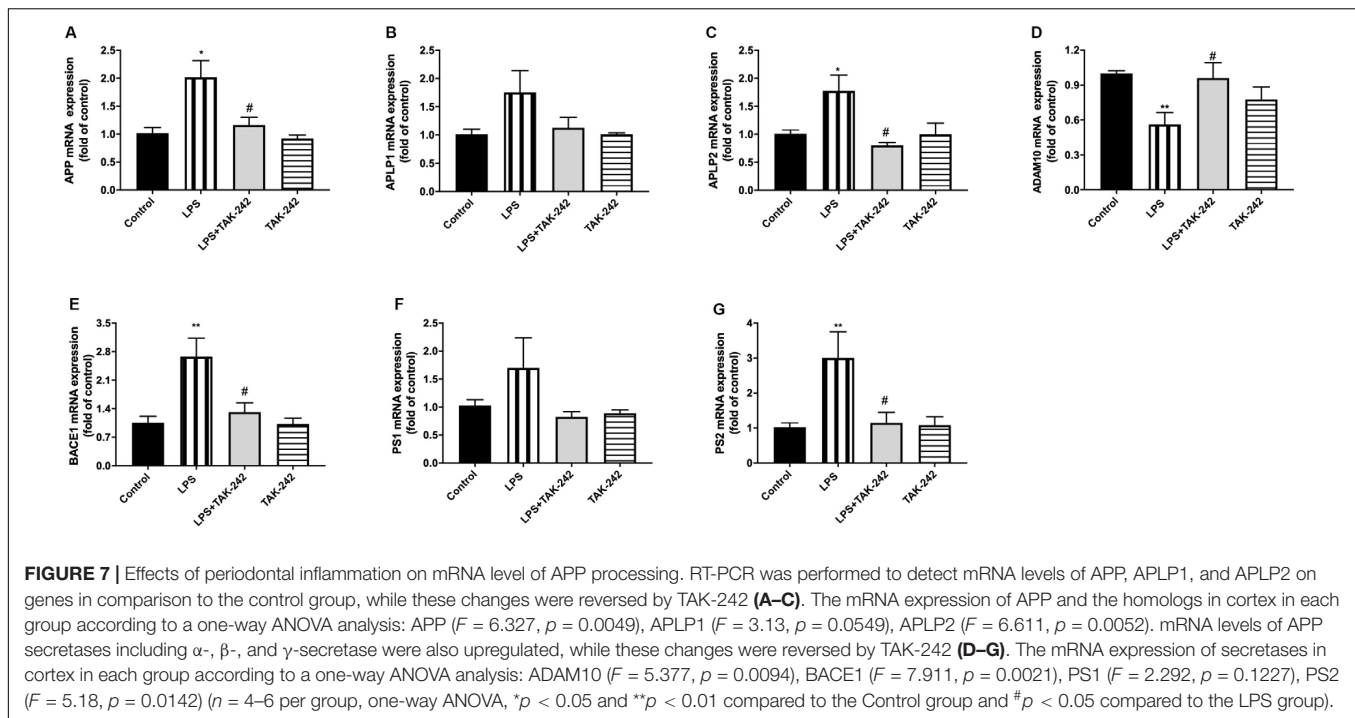 A
APP mRNA expression
(fold of control)
2.5
2.0
1.5
1.0
0.5
0.0
*
#
Control
LPS
LPS+TAK-242
TAK-242
B
APLP1 mRNA expression
(fold of control)
2.5
2.0
1.5
1.0
0.5
0.0
Control
LPS
LPS+TAK-242
TAK-242
C
APLP2 mRNA expression
(fold of control)
2.5
2.0
1.5
1.0
0.5
0.0
*
#
Control
LPS
LPS+TAK-242
TAK-242
D
ADAM10 mRNA expression
(fold of control)
1.2
0.9
0.6
0.3
0.0
**
#
Control
LPS
LPS+TAK-242
TAK-242
E
BACE1 mRNA expression
(fold of control)
3.5
2.8
2.1
1.4
0.7
0.0
**
#
Control
LPS
LPS+TAK-242
TAK-242
F
PS1 mRNA expression
(fold of control)
2.5
2.0
1.5
1.0
0.5
0.0
Control
LPS
LPS+TAK-242
TAK-242
G
PS2 mRNA expression
(fold of control)
4
3
2
1
0
**
#
Control
LPS
LPS+TAK-242
TAK-242
FIGURE 7 | Effects of periodontal inflammation on mRNA level of APP processing. RT-PCR was performed to detect mRNA levels of APP, APLP1, and APLP2 on
genes in comparison to the control group, while these changes were reversed by TAK-242 (A–C). The mRNA expression of APP and the homologs in cortex in each
group according to a one-way ANOVA analysis: APP (F = 6.327, p = 0.0049), APLP1 (F = 3.13, p = 0.0549), APLP2 (F = 6.611, p = 0.0052). mRNA levels of APP
secretases including α-, β-, and γ-secretase were also upregulated, while these changes were reversed by TAK-242 (D–G). The mRNA expression of secretases in
cortex in each group according to a one-way ANOVA analysis: ADAM10 (F = 5.377, p = 0.0094), BACE1 (F = 7.911, p = 0.0021), PS1 (F = 2.292, p = 0.1227), PS2
(F = 5.18, p = 0.0142) (n = 4–6 per group, one-way ANOVA, *p < 0.05 and **p < 0.01 compared to the Control group and #p < 0.05 compared to the LPS group).